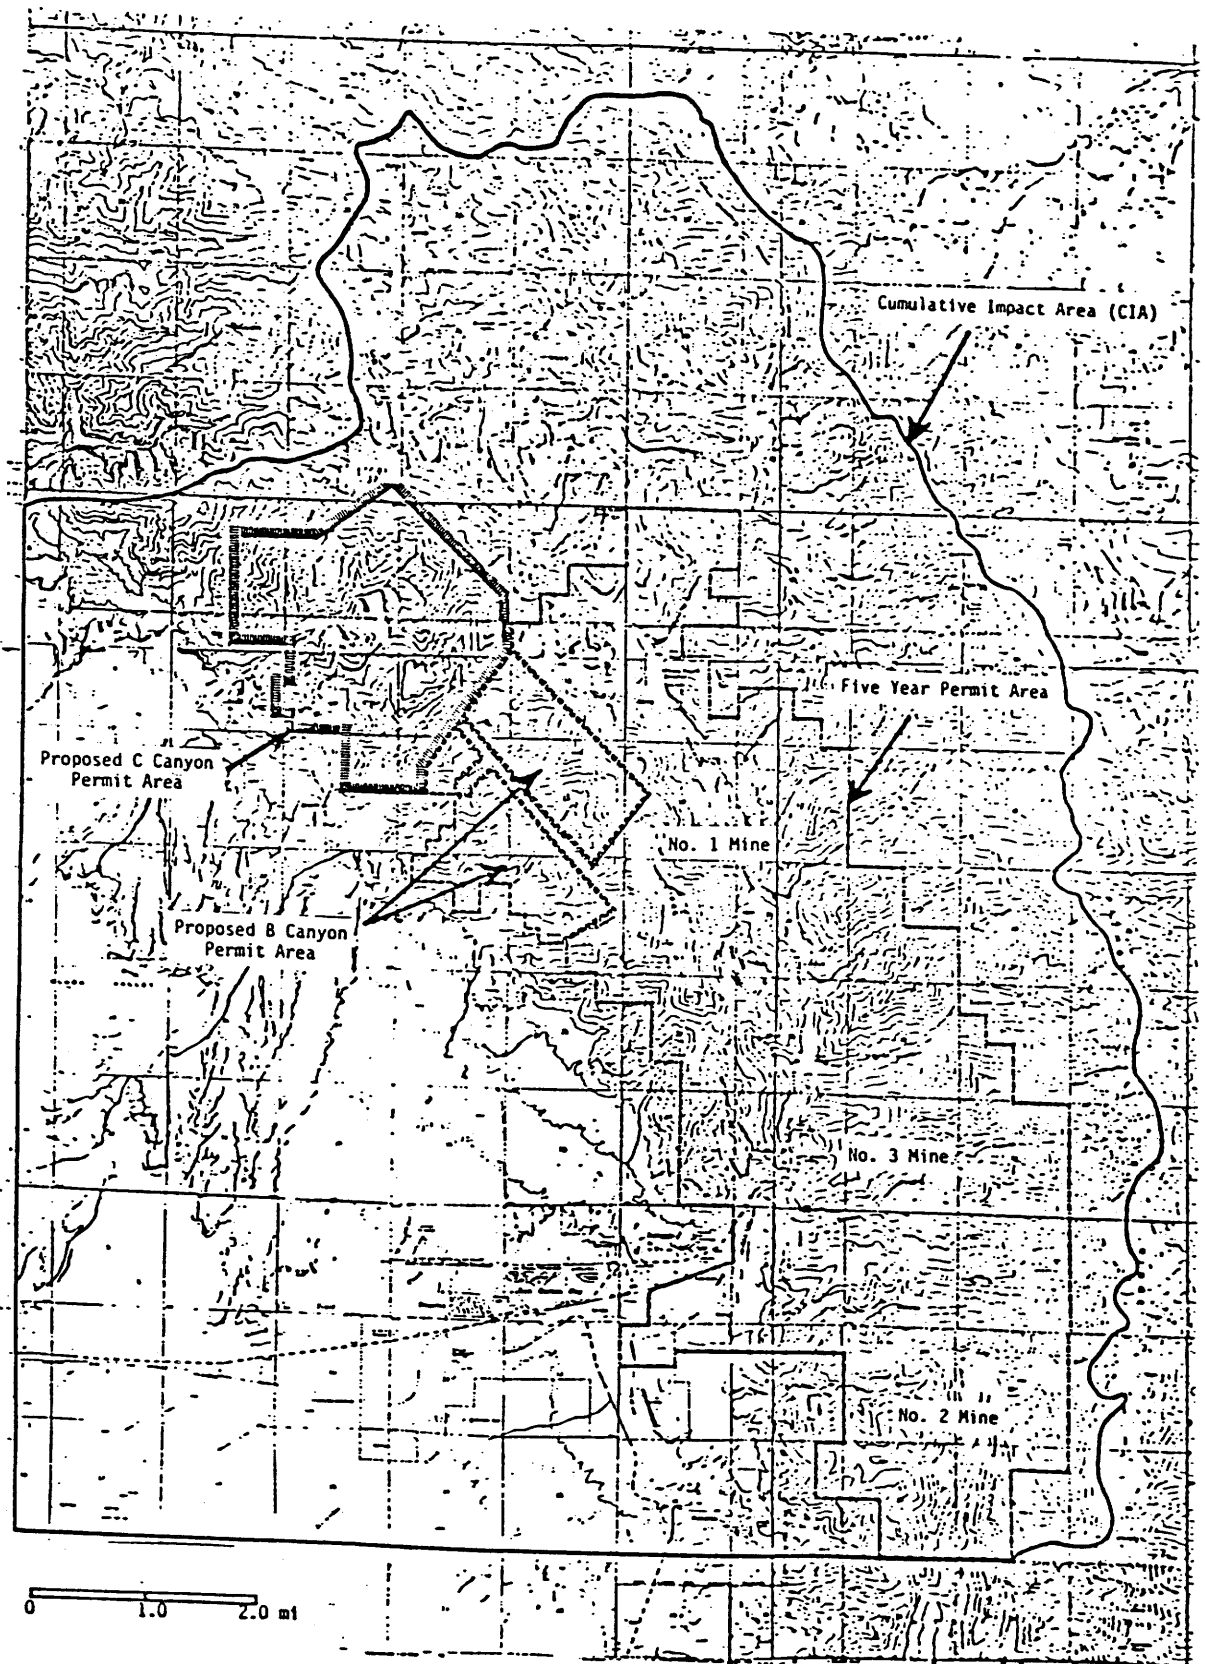 Cumulative Impact Area (CIA)
Five Year Permit Area
Proposed C Canyon
Permit Area
No. 1 Mine
Proposed B Canyon
Permit Area
No. 3 Mine
No. 2 Mine
0 1.0 2.0 mi